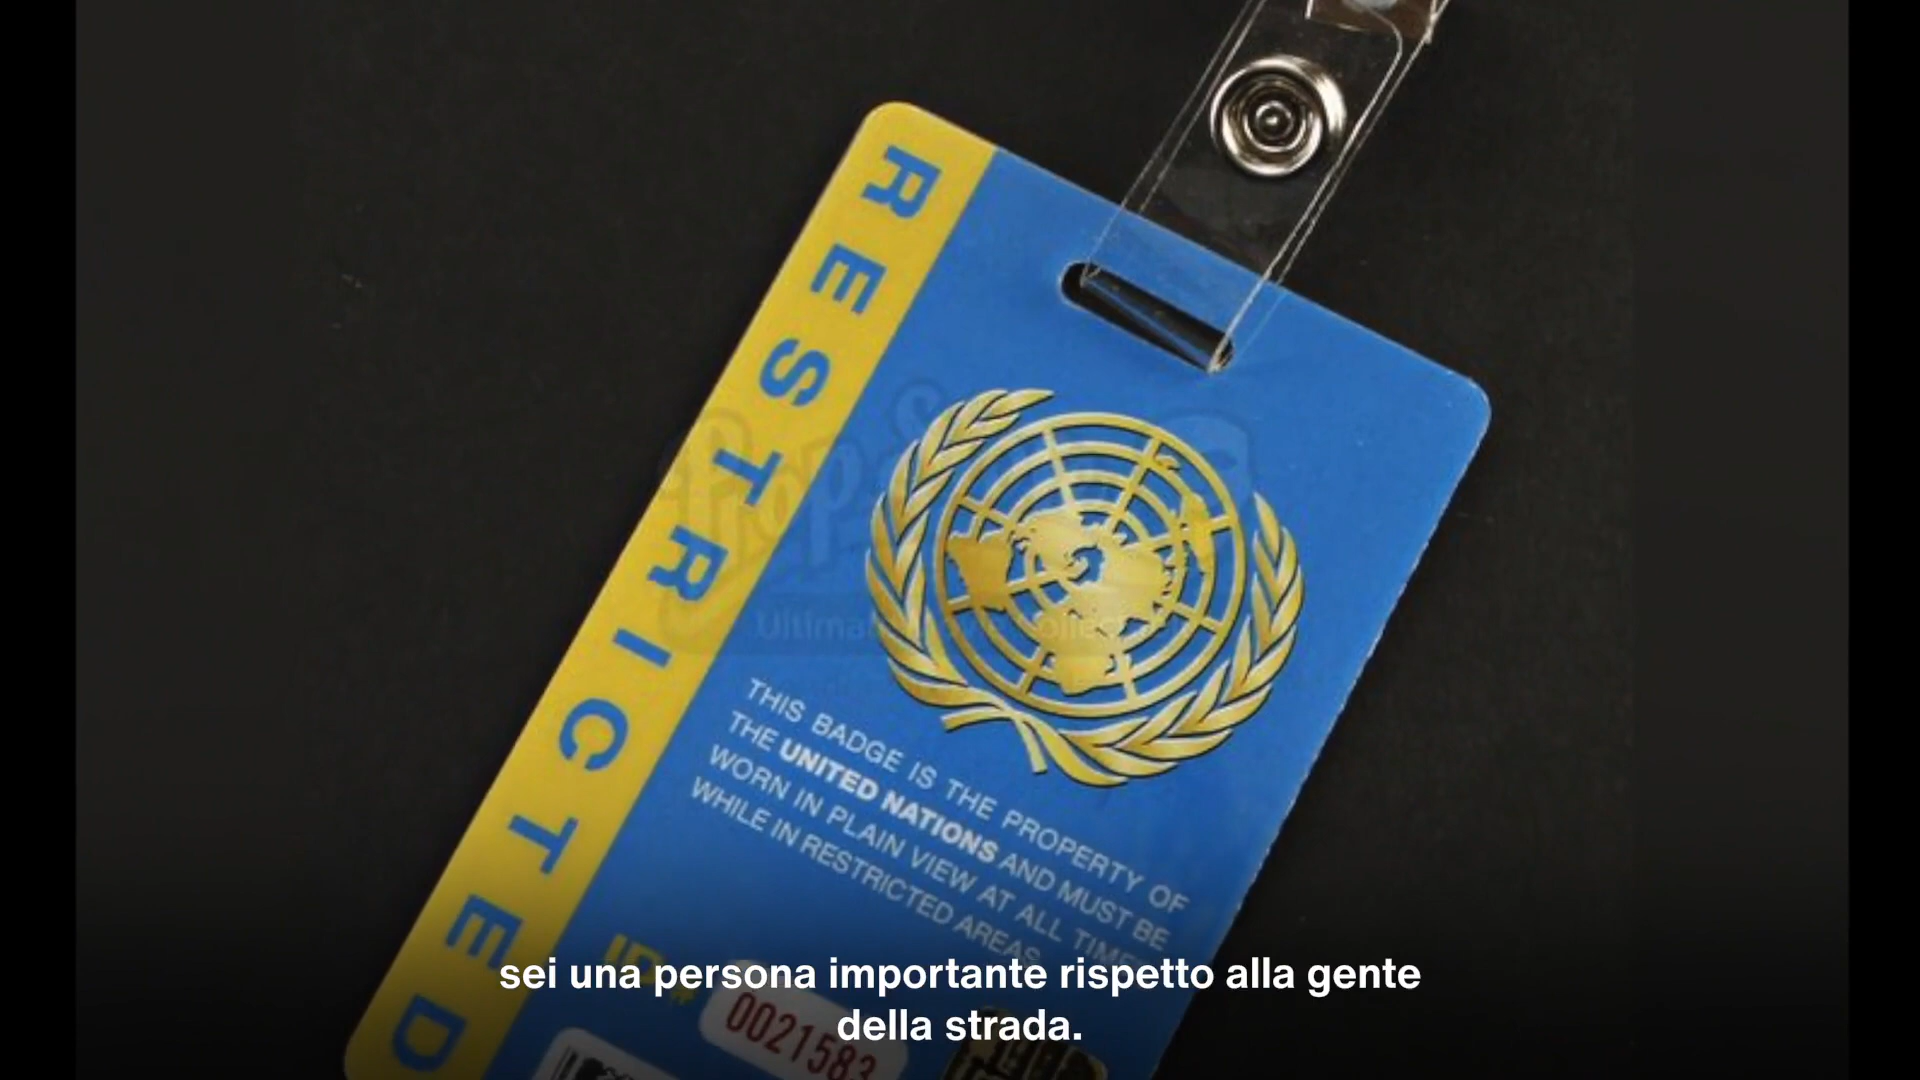 RESTRICTED
THIS BADGE IS THE PROPERTY OF
THE UNITED NATIONS AND MUST BE
WORN IN PLAIN VIEW AT ALL TIMES
WHILE IN RESTRICTED AREAS
0021583
sei una persona importante rispetto alla gente
della strada.